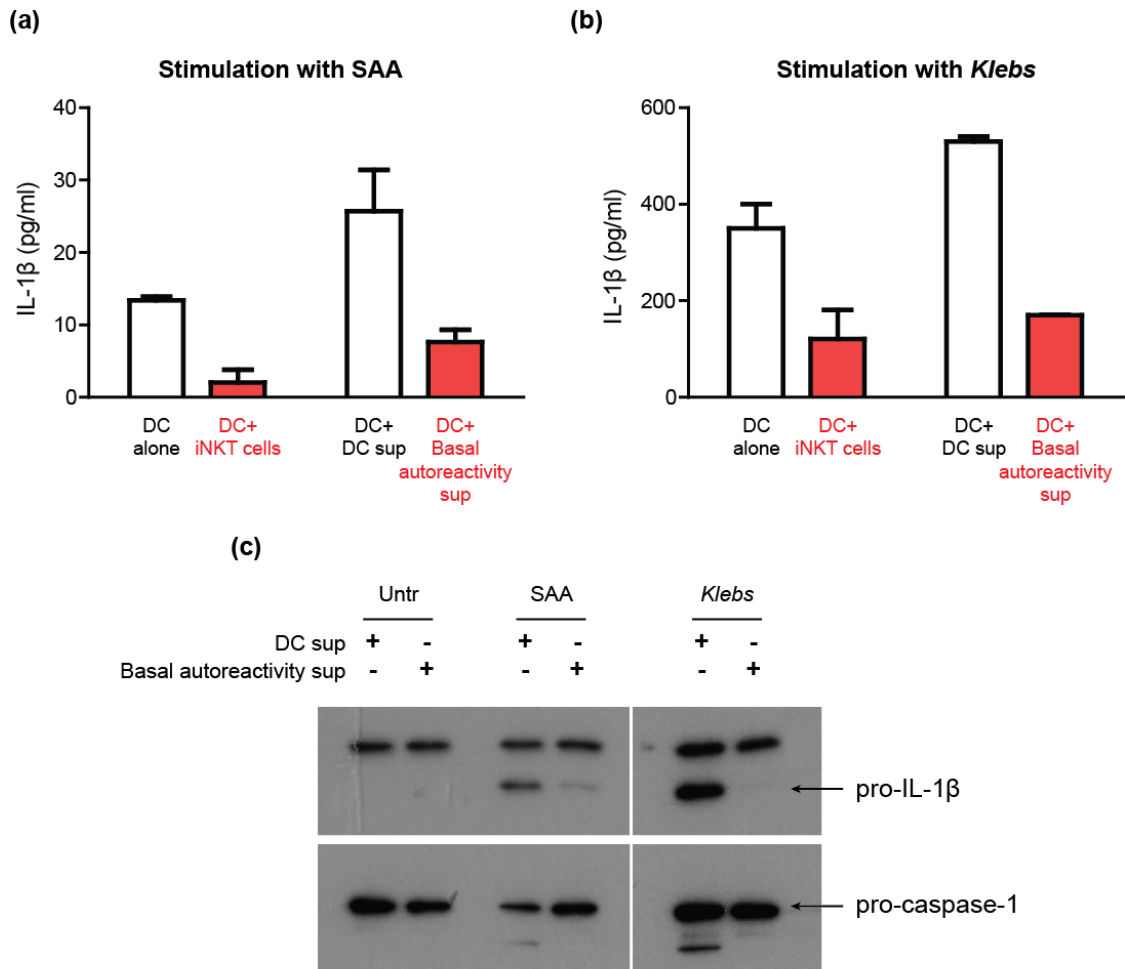 (a)
Stimulation with SAA
IL-1β (pg/ml)
40
30
20
10
0
DC
alone
DC+
iNKT cells
DC+
DC sup
DC+
Basal
autoreactivity
sup
(b)
Stimulation with Klebs
IL-1β (pg/ml)
600
400
200
0
DC
alone
DC+
iNKT cells
DC+
DC sup
DC+
Basal
autoreactivity
sup
(c)
Untr SAA Klebs
DC sup + - + - + -
Basal autoreactivity sup - + - + - +
pro-IL-1β
pro-caspase-1